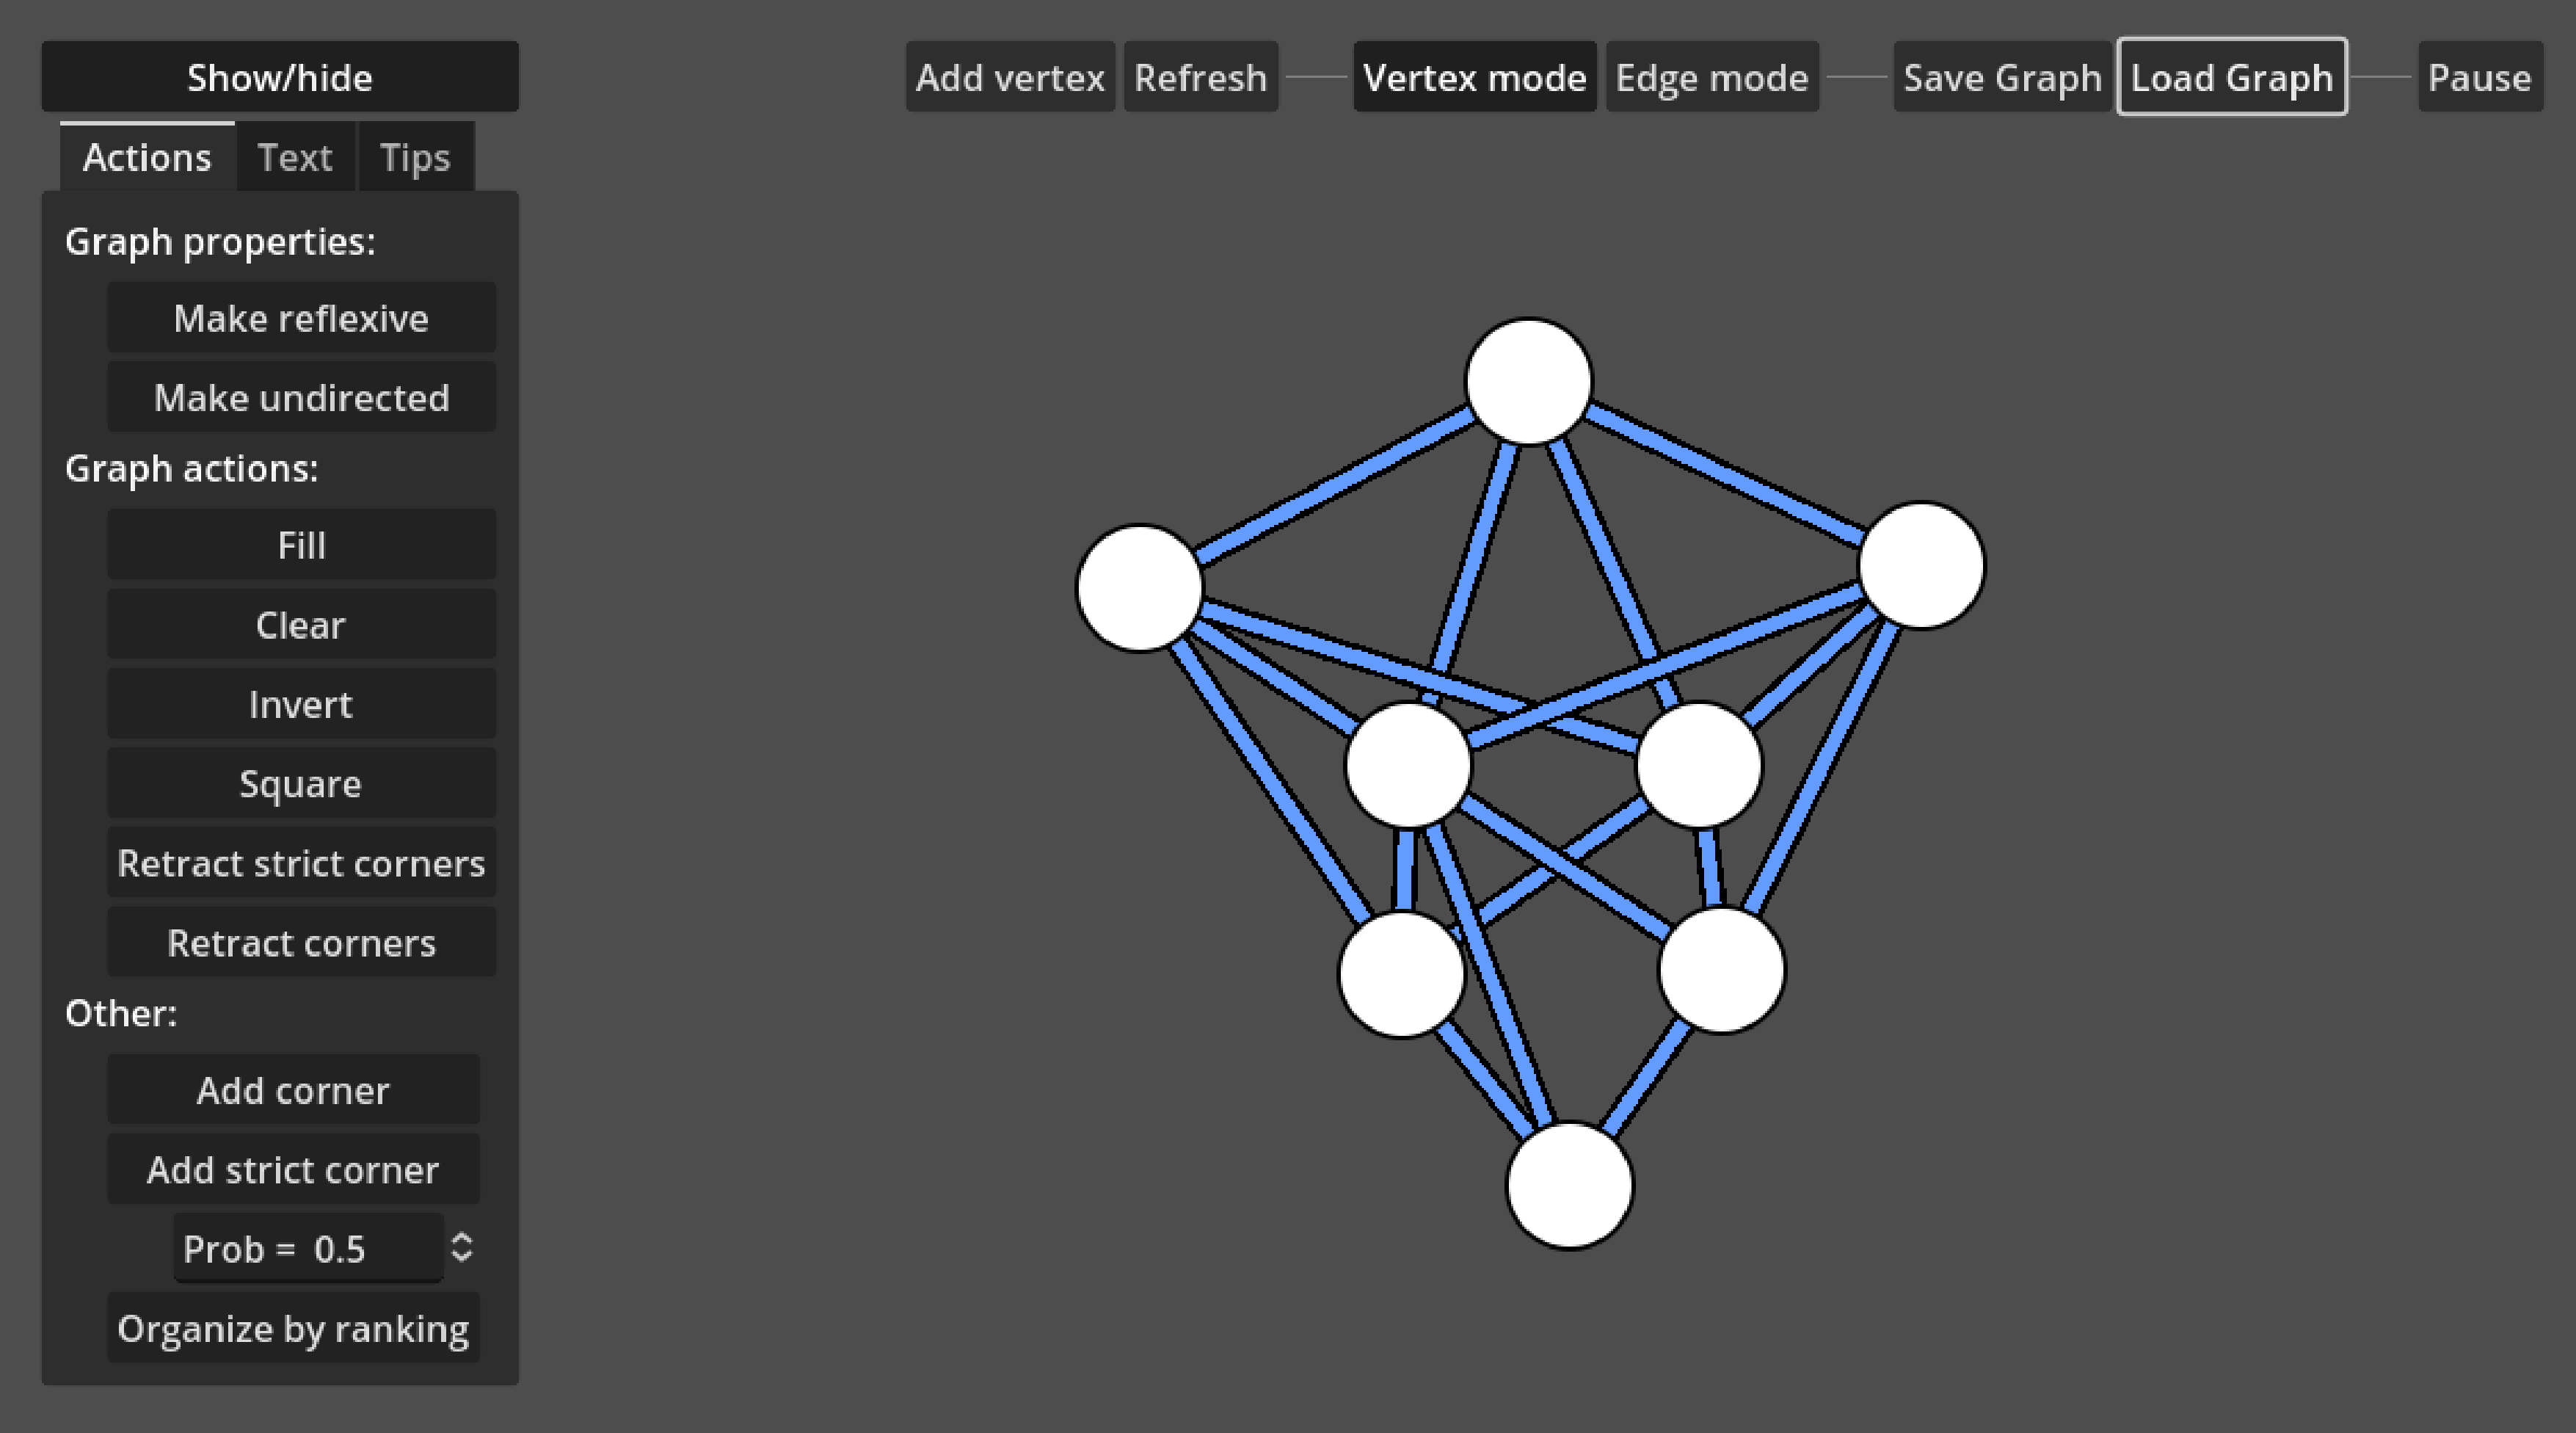 Show/hide
Add vertex Refresh Vertex mode Edge mode Save Graph Load Graph Pause
Actions Text Tips
Graph properties:
Make reflexive
Make undirected
Graph actions:
Fill
Clear
Invert
Square
Retract strict corners
Retract corners
Other:
Add corner
Add strict corner
Prob = 0.5
Organize by ranking